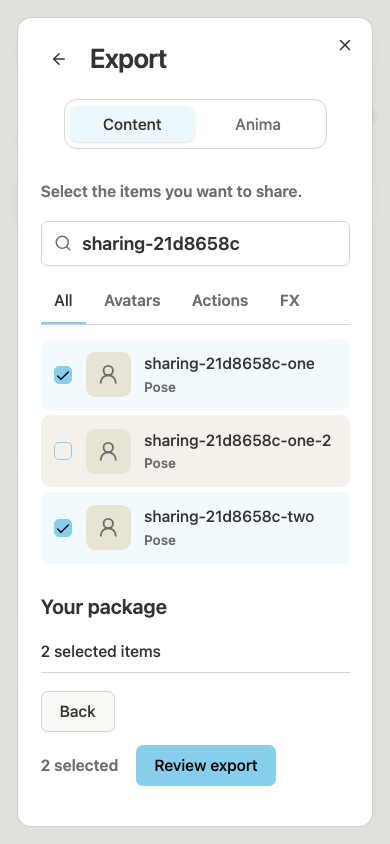 Export
Content
Anima
Select the items you want to share.
sharing-21d8658c
All
Avatars
Actions
FX
sharing-21d8658c-one
Pose
sharing-21d8658c-one-2
Pose
sharing-21d8658c-two
Pose
Your package
2 selected items
Back
2 selected
Review export